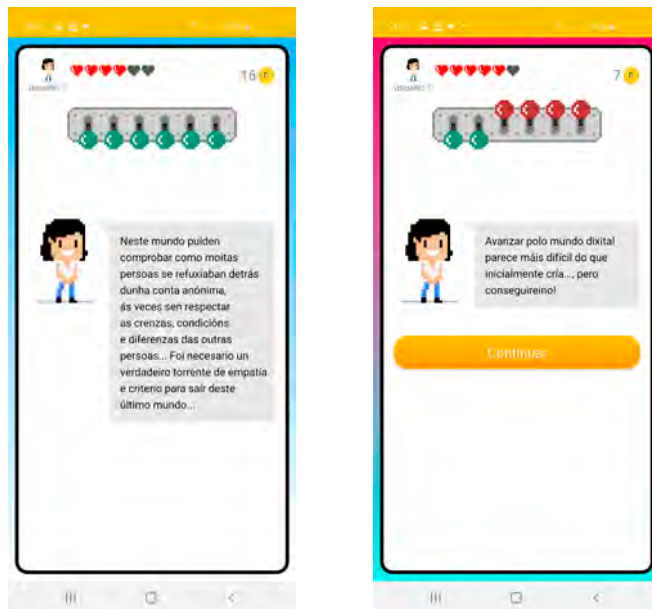 16
Neste mundo puiden
comprobar como moitas
persoas se refuxiaban detrás
dunha conta anónima,
ás veces sen respectar
as crenzas, condicións
e diferenzas das outras
persoas... Foi necesario un
verdadeiro torrente de empatía
e criterio para saír deste
último mundo...
7
Avanzar polo mundo dixital
parece máis difícil do que
inicialmente cría..., pero
conseguireino!
Continuar